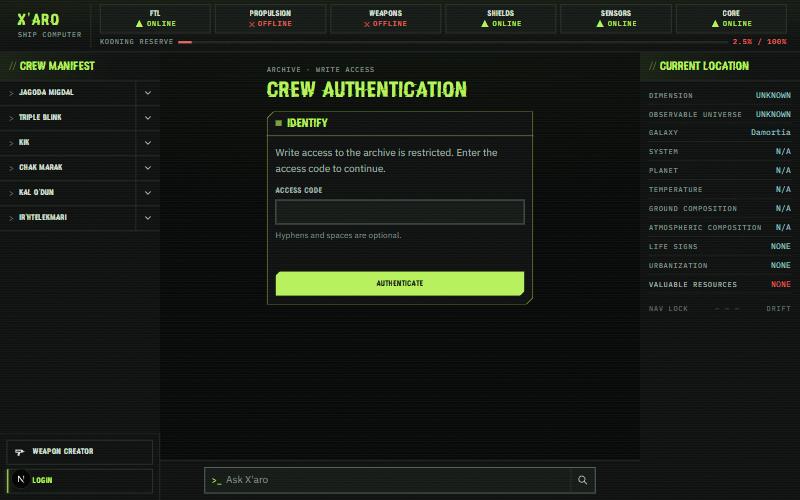 X'ARO
SHIP COMPUTER
FTL
ONLINE
PROPULSION
OFFLINE
WEAPONS
OFFLINE
SHIELDS
ONLINE
SENSORS
ONLINE
CORE
ONLINE
KODNING RESERVE
2.5% / 100%
// CREW MANIFEST
> JAGODA MIGDAL
> TRIPLE BLINK
> KIK
> CHAK MARAK
> KAL O'DUN
> IR'HTELEKMARI
WEAPON CREATOR
N LOGIN
ARCHIVE · WRITE ACCESS
CREW AUTHENTICATION
IDENTIFY
Write access to the archive is restricted. Enter the
access code to continue.
ACCESS CODE
Hyphens and spaces are optional.
AUTHENTICATE
>_ Ask X'aro
// CURRENT LOCATION
DIMENSION UNKNOWN
OBSERVABLE UNIVERSE UNKNOWN
GALAXY Damortia
SYSTEM N/A
PLANET N/A
TEMPERATURE N/A
GROUND COMPOSITION N/A
ATMOSPHERIC COMPOSITION N/A
LIFE SIGNS NONE
URBANIZATION NONE
VALUABLE RESOURCES NONE
NAV LOCK – – – DRIFT